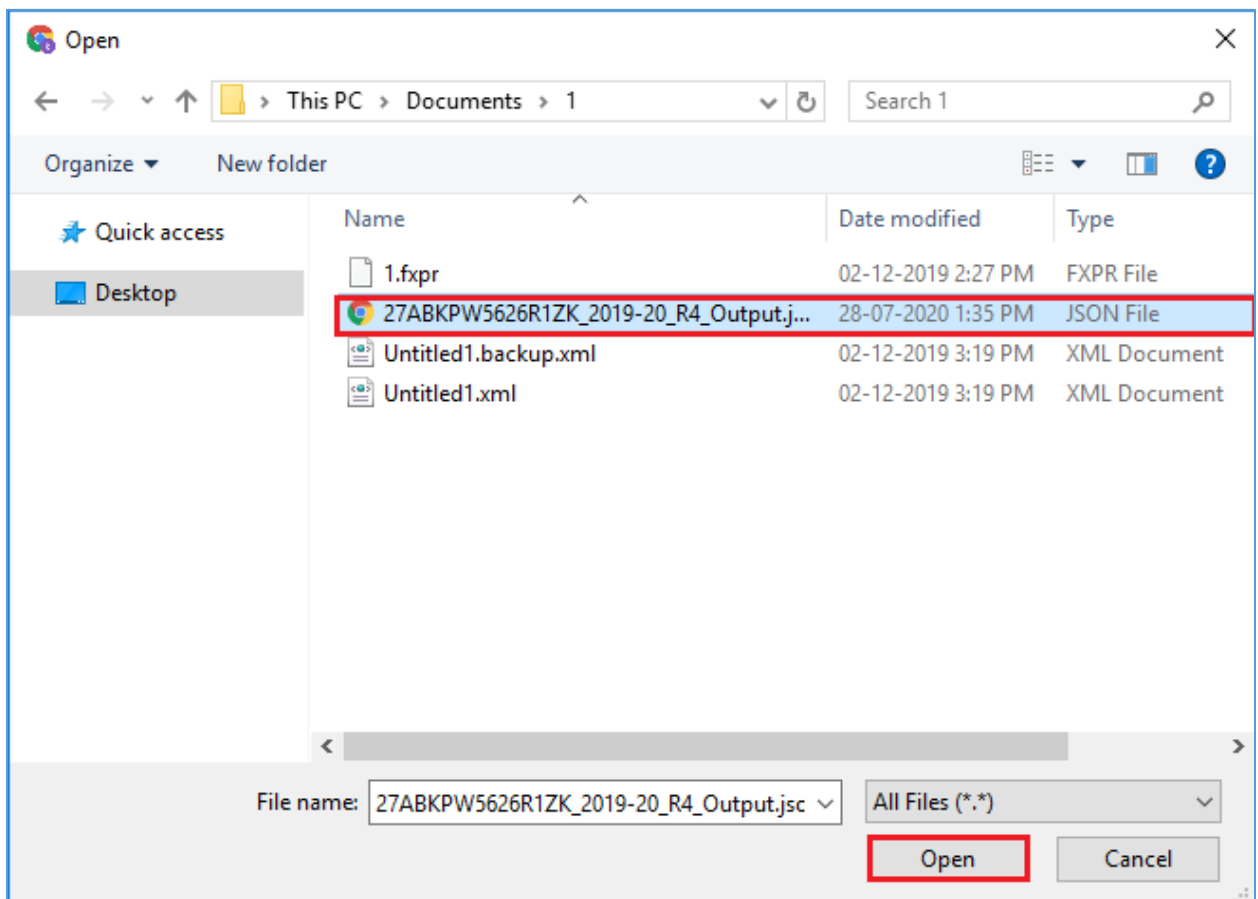 Open
This PC > Documents > 1
Search 1
Organize
New folder
?
Quick access
Desktop
Name Date modified Type
1.fxpr 02-12-2019 2:27 PM FXPR File
27ABKPW5626R1ZK_2019-20_R4_Output.j... 28-07-2020 1:35 PM JSON File
Untitled1.backup.xml 02-12-2019 3:19 PM XML Document
Untitled1.xml 02-12-2019 3:19 PM XML Document
File name: 27ABKPW5626R1ZK_2019-20_R4_Output.jsc All Files (*.*)
Open Cancel